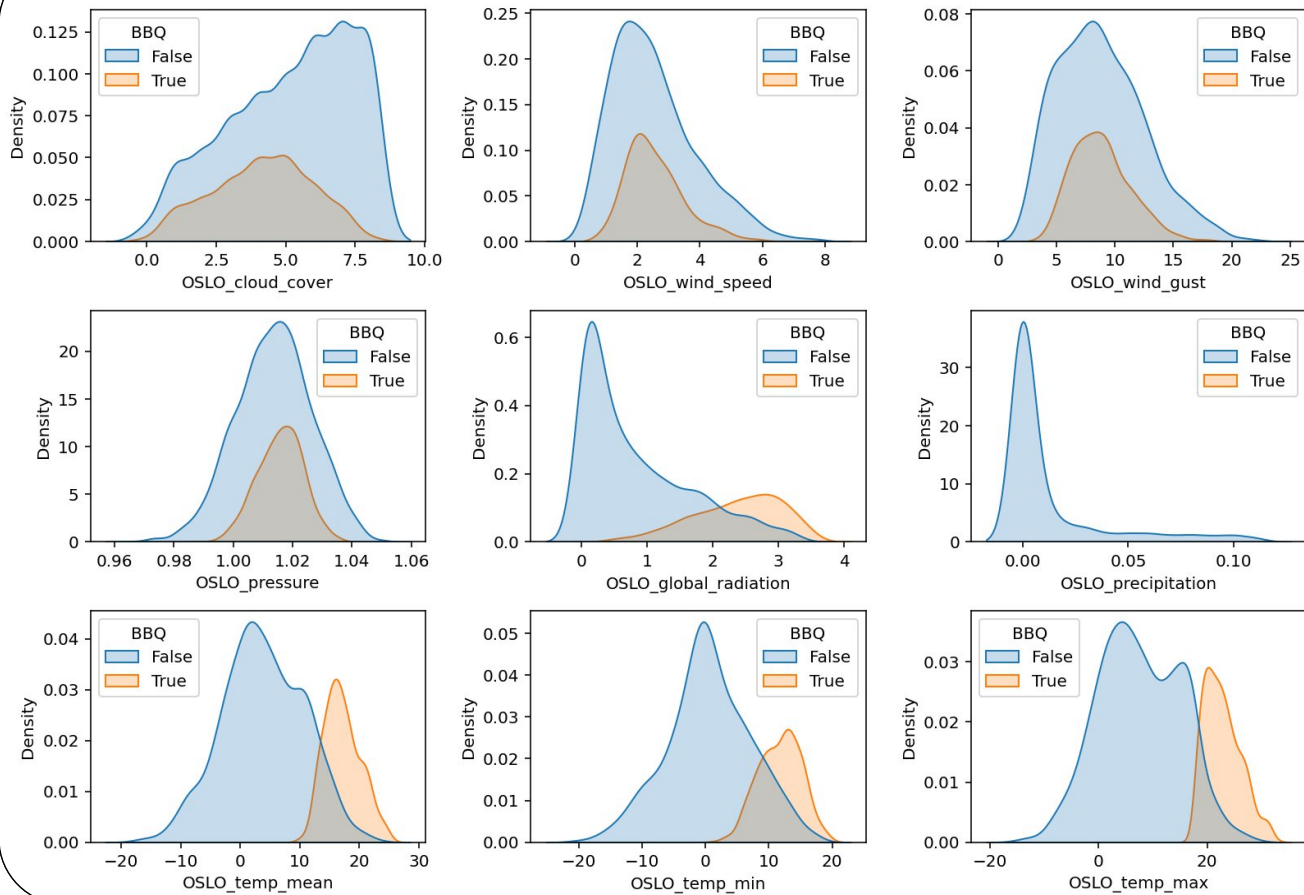 BBQ
False
True
0.125
0.100
0.075
0.050
0.025
0.000
Density
0.0 2.5 5.0 7.5 10.0
OSLO_cloud_cover
BBQ
False
True
0.25
0.20
0.15
0.10
0.05
0.00
Density
0 2 4 6 8
OSLO_wind_speed
BBQ
False
True
0.08
0.06
0.04
0.02
0.00
Density
0 5 10 15 20 25
OSLO_wind_gust
BBQ
False
True
20
15
10
5
0
Density
0.96 0.98 1.00 1.02 1.04 1.06
OSLO_pressure
BBQ
False
True
0.6
0.4
0.2
0.0
Density
0 1 2 3 4
OSLO_global_radiation
BBQ
False
True
30
20
10
0
Density
0.00 0.05 0.10
OSLO_precipitation
BBQ
False
True
0.04
0.03
0.02
0.01
0.00
Density
−20 −10 0 10 20 30
OSLO_temp_mean
BBQ
False
True
0.05
0.04
0.03
0.02
0.01
0.00
Density
−20 −10 0 10 20
OSLO_temp_min
BBQ
False
True
0.03
0.02
0.01
0.00
Density
−20 0 20
OSLO_temp_max